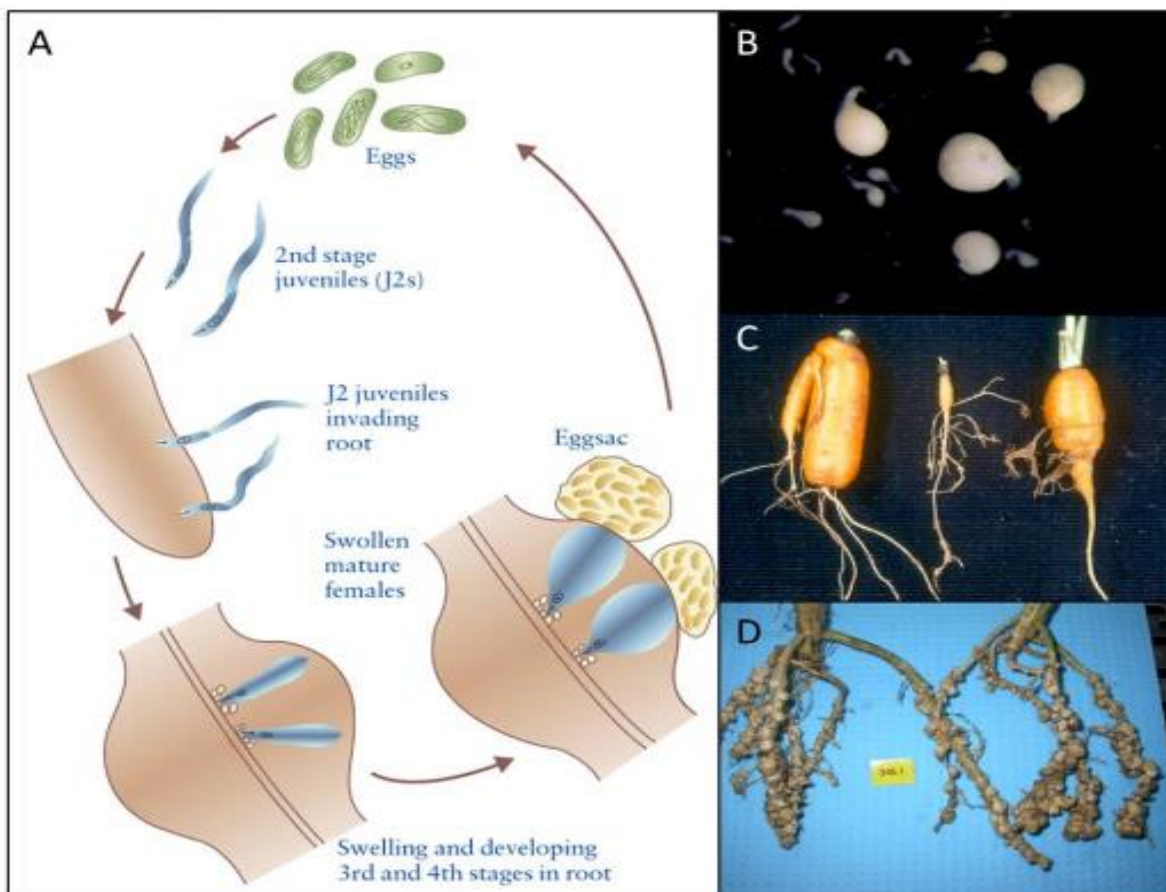 A
Eggs
2nd stage
juveniles (J2s)
J2 juveniles
invading
root
Eggsac
Swollen
mature
females
Swelling and developing
3rd and 4th stages in root
B
C
D